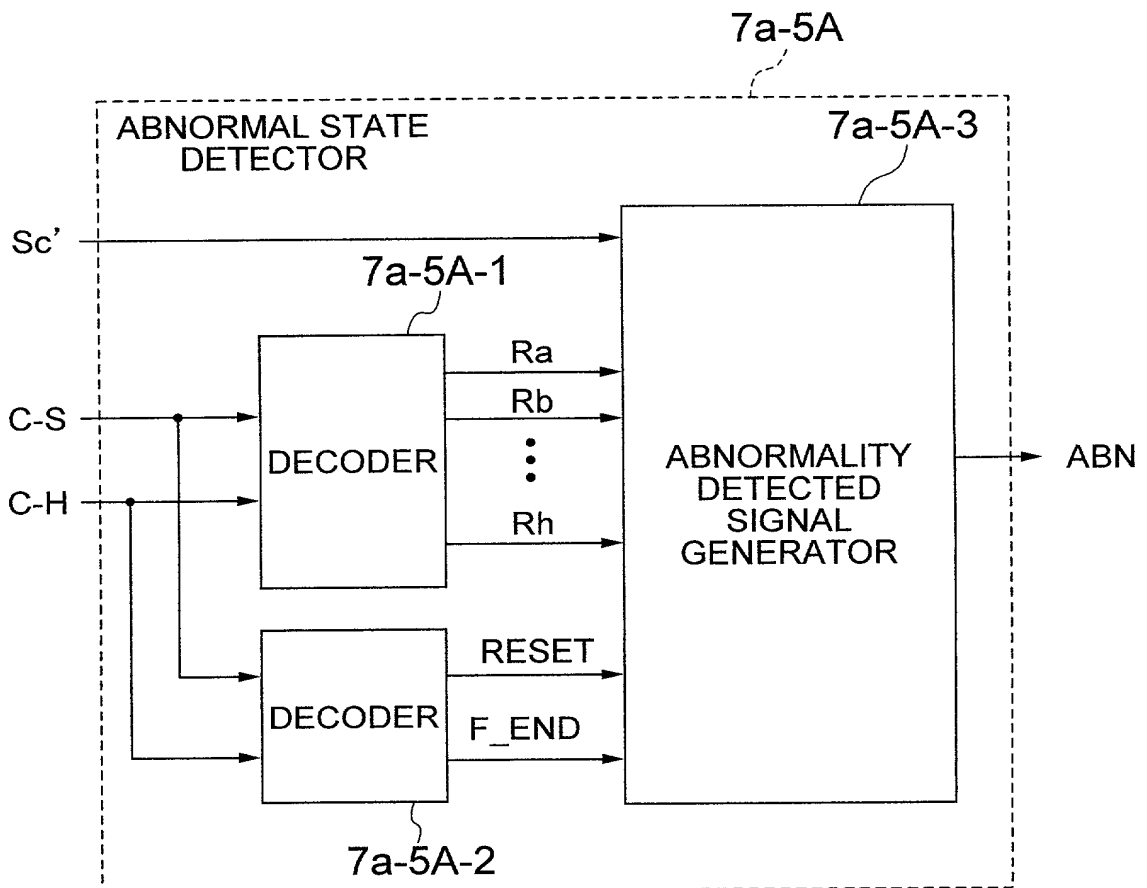 7a-5A
ABNORMAL STATE
DETECTOR
7a-5A-3
Sc’
7a-5A-1
Ra
C-S
Rb
DECODER
C-H
Rh
ABNORMALITY
DETECTED
SIGNAL
GENERATOR
ABN
RESET
DECODER
F_END
7a-5A-2